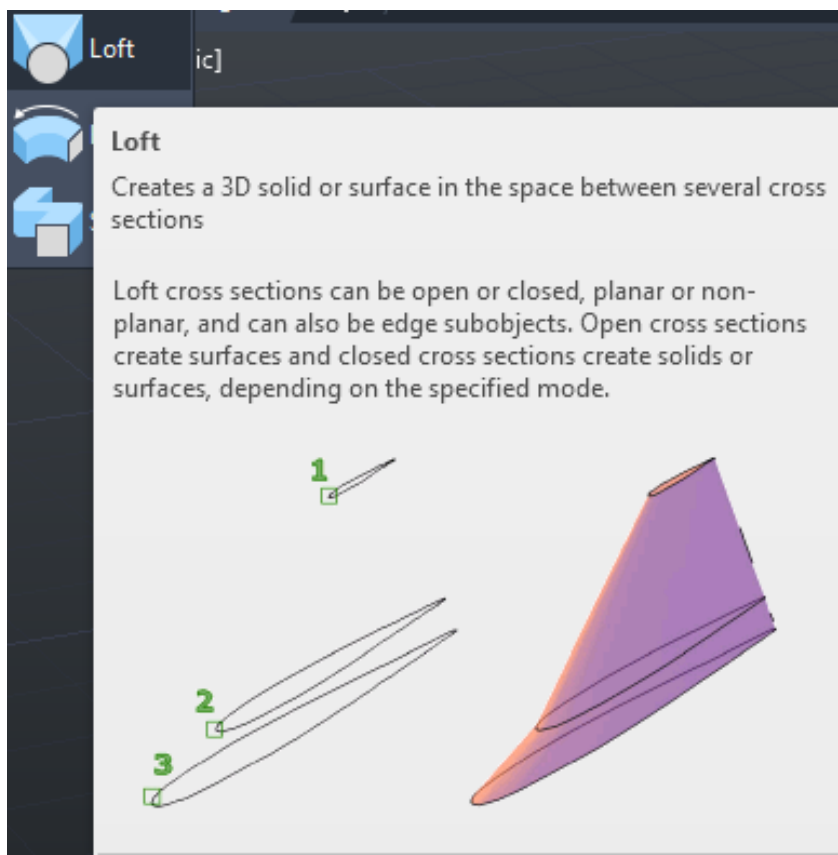 Loft
ic]
Loft
Creates a 3D solid or surface in the space between several cross
sections
Loft cross sections can be open or closed, planar or non-
planar, and can also be edge subobjects. Open cross sections
create surfaces and closed cross sections create solids or
surfaces, depending on the specified mode.
1
2
3